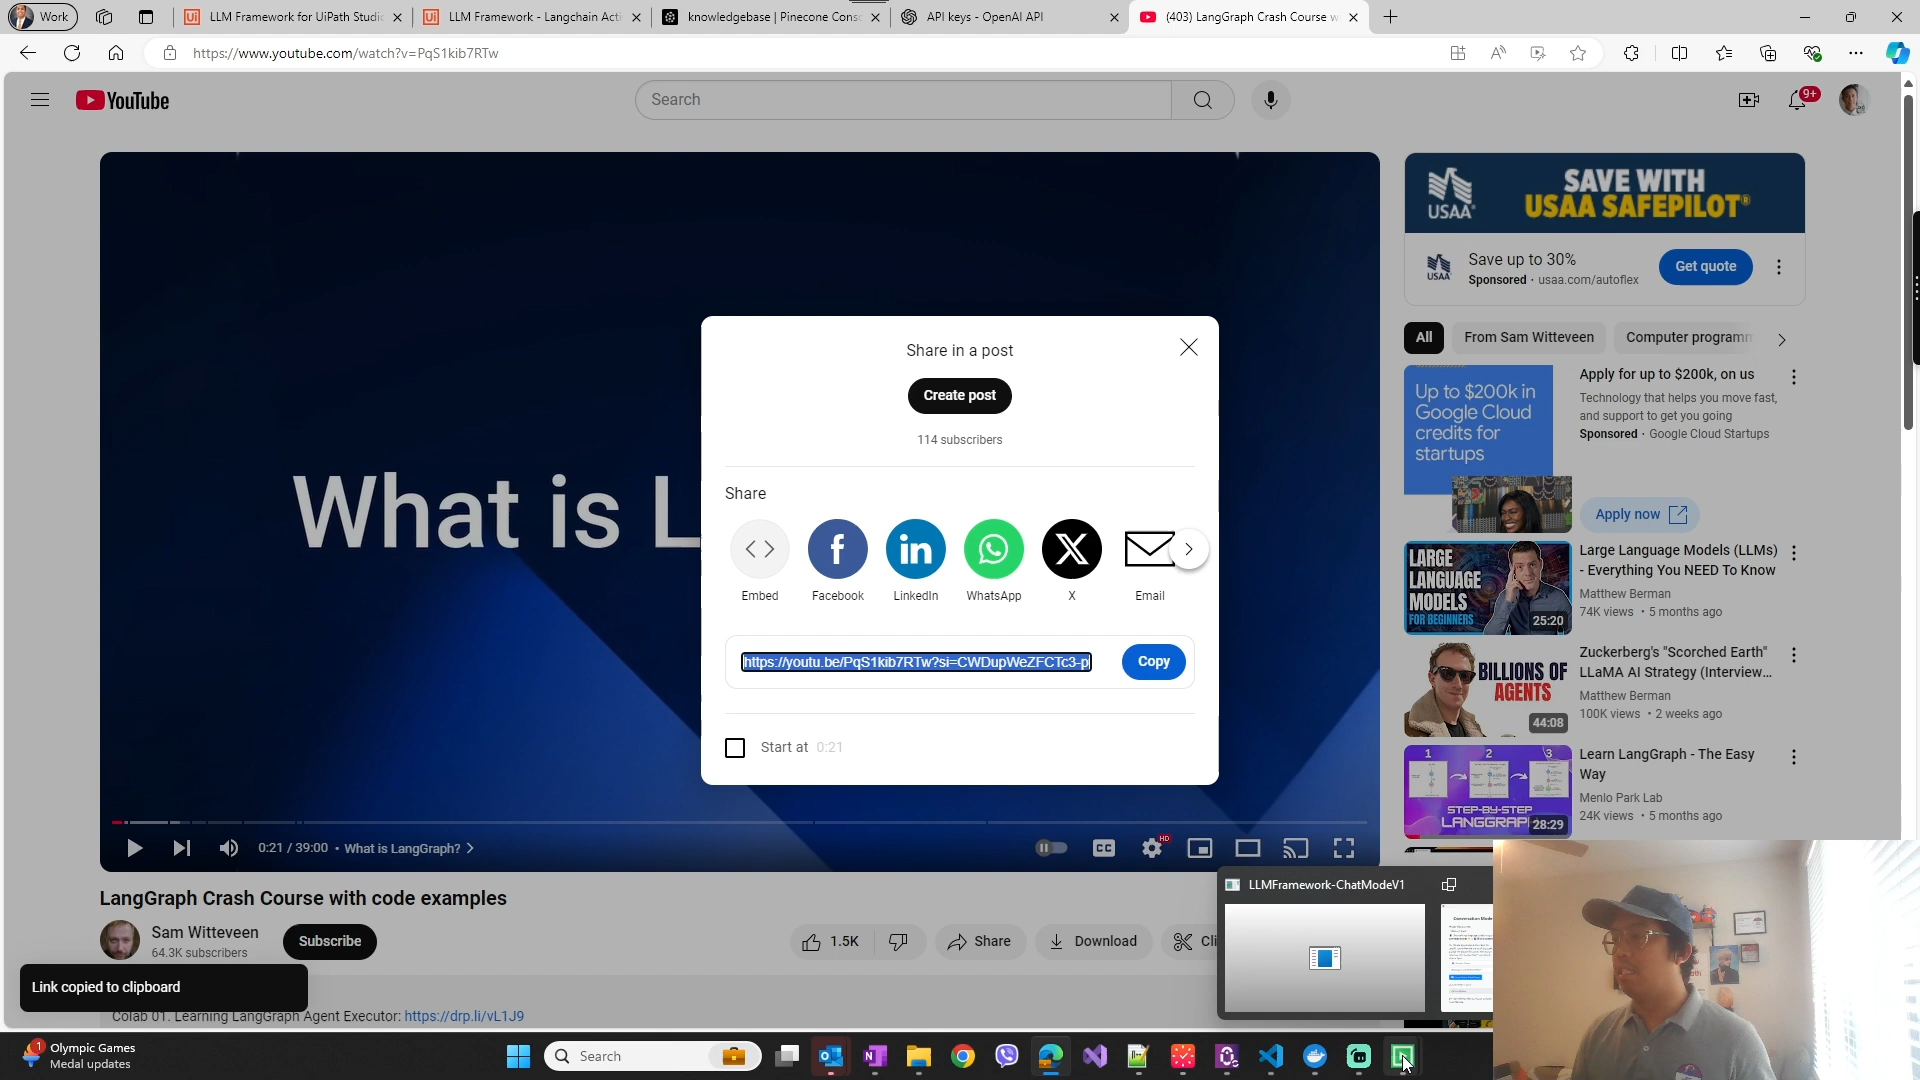 Work
LLM Framework for UiPath Studio
LLM Framework - Langchain Acti
knowledgebase | Pinecone Cons
API keys - OpenAI API
(403) LangGraph Crash Course w
https://www.youtube.com/watch?v=PqS1kib7RTw
YouTube
Search
9+
USAA
SAVE WITH
USAA SAFEPILOT®
USAA
Save up to 30%
Sponsored · usaa.com/autoflex
Get quote
All
From Sam Witteveen
Computer programm
Up to $200k in
Google Cloud
credits for
startups
Apply for up to $200k, on us
Technology that helps you move fast,
and support to get you going
Sponsored · Google Cloud Startups
Apply now
LARGE
LANGUAGE
MODELS
FOR BEGINNERS
25:20
Large Language Models (LLMs)
- Everything You NEED To Know
Matthew Berman
74K views • 5 months ago
BILLIONS OF
AGENTS
44:08
Zuckerberg's "Scorched Earth"
LLaMA AI Strategy (Interview...
Matthew Berman
100K views • 2 weeks ago
1 2 3
STEP-BY-STEP
LANGGRAPH
28:29
Learn LangGraph - The Easy
Way
Menlo Park Lab
24K views • 5 months ago
What is L
Share in a post
Create post
114 subscribers
Share
Embed
Facebook
LinkedIn
WhatsApp
X
Email
https://youtu.be/PqS1kib7RTw?si=CWDupWeZFCTc3-p
Copy
Start at 0:21
0:21 / 39:00 • What is LangGraph?
CC
HD
LangGraph Crash Course with code examples
Sam Witteveen
64.3K subscribers
Subscribe
1.5K
Share
Download
Cli
Link copied to clipboard
Colab 01. Learning LangGraph Agent Executor: https://drp.li/vL1J9
LLMFramework-ChatModeV1
Conversation Mode
1
Olympic Games
Medal updates
Search